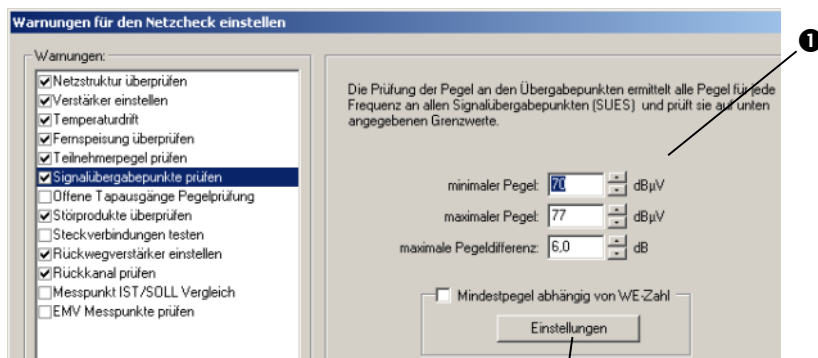 Warnungen für den Netzcheck einstellen
Warnungen:
Netzstruktur überprüfen
Verstärker einstellen
Temperaturdrift
Fernspeisung überprüfen
Teilnehmerpegel prüfen
Signalübergabepunkte prüfen
Offene Tapausgänge Pegelprüfung
Störprodukte überprüfen
Steckverbindungen testen
Rückwegverstärker einstellen
Rückkanal prüfen
Messpunkt IST/SOLL Vergleich
EMV Messpunkte prüfen
Die Prüfung der Pegel an den Übergabepunkten ermittelt alle Pegel für jede
Frequenz an allen Signalübergabepunkten (SUES) und prüft sie auf unten
angegebenen Grenzwerte.
minimaler Pegel: 70 dBµV
maximaler Pegel: 77 dBµV
maximale Pegeldifferenz: 6,0 dB
Mindestpegel abhängig von WE-Zahl
Einstellungen
❶